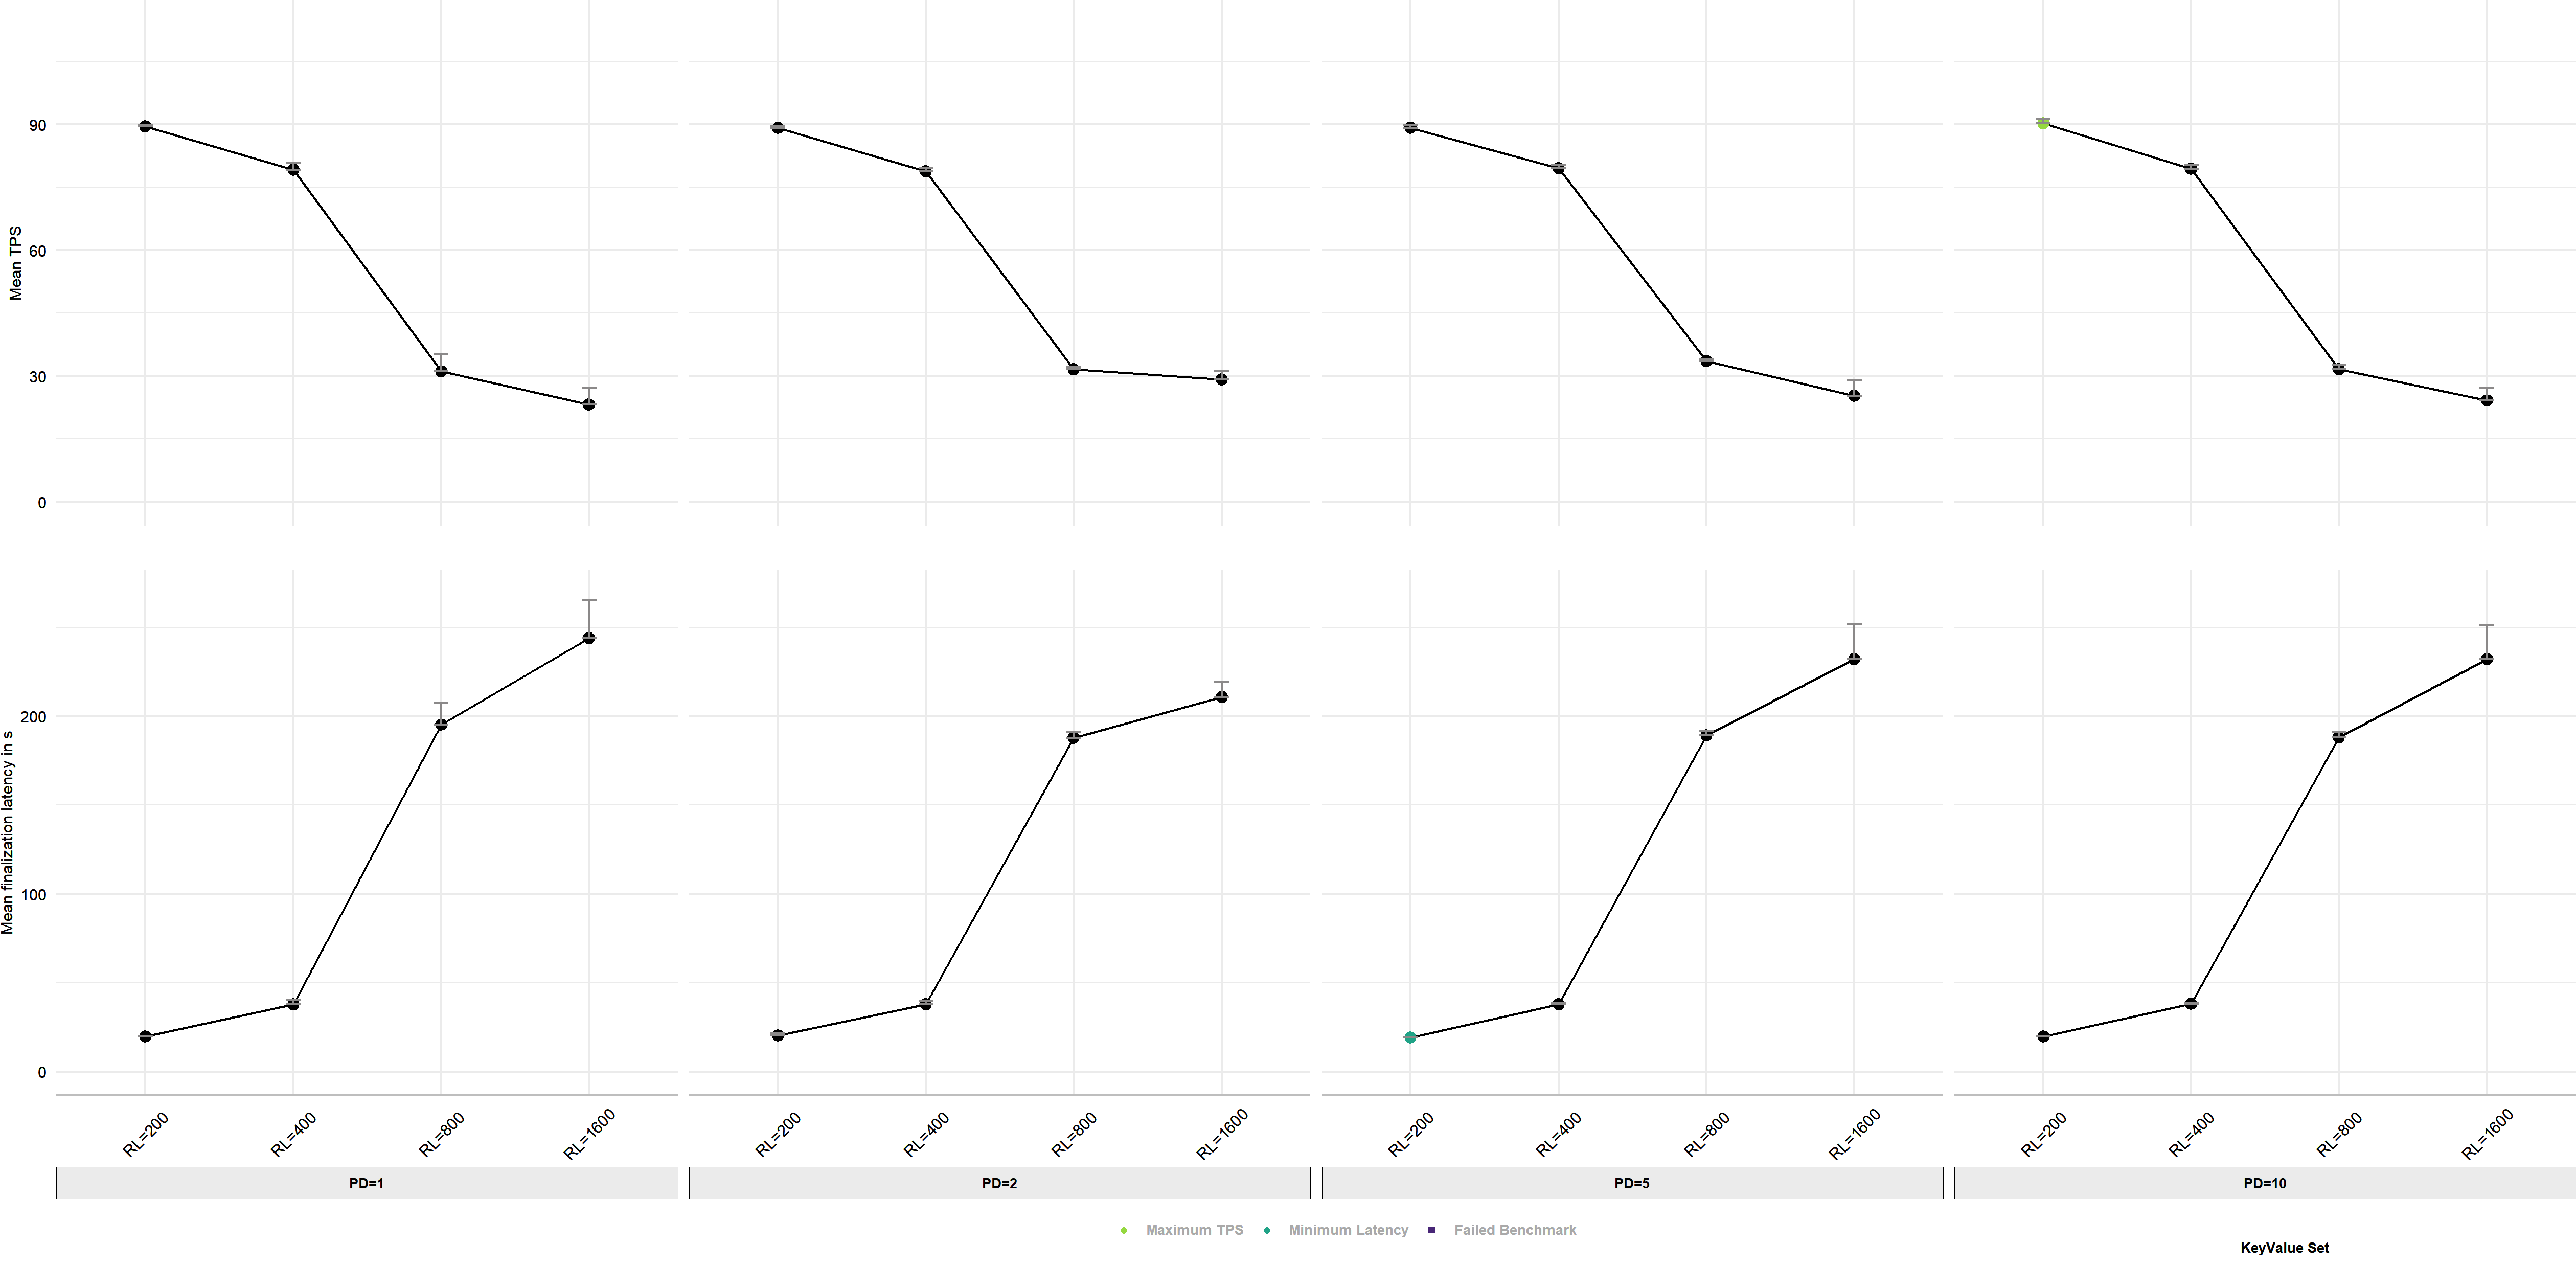 Mean TPS
90
60
30
0
Mean finalization latency in s
200
100
0
RL=200 RL=400 RL=800 RL=1600 RL=200 RL=400 RL=800 RL=1600 RL=200 RL=400 RL=800 RL=1600 RL=200 RL=400 RL=800 RL=1600
PD=1 PD=2 PD=5 PD=10
Maximum TPS Minimum Latency Failed Benchmark
KeyValue Set